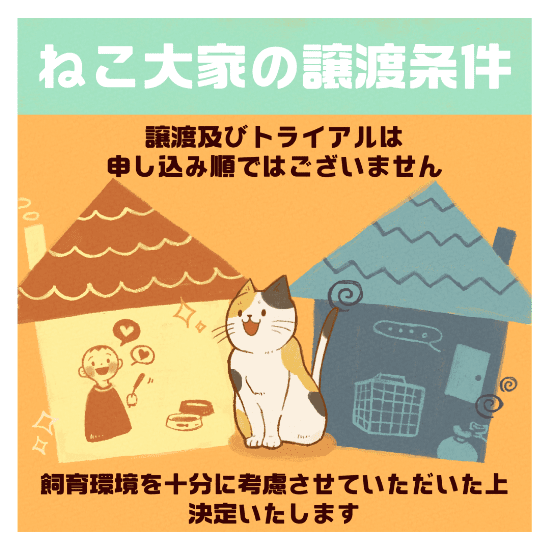 ねこ大家の譲渡条件
譲渡及びトライアルは
申し込み順ではございません
飼育環境を十分に考慮させていただいた上
決定いたします